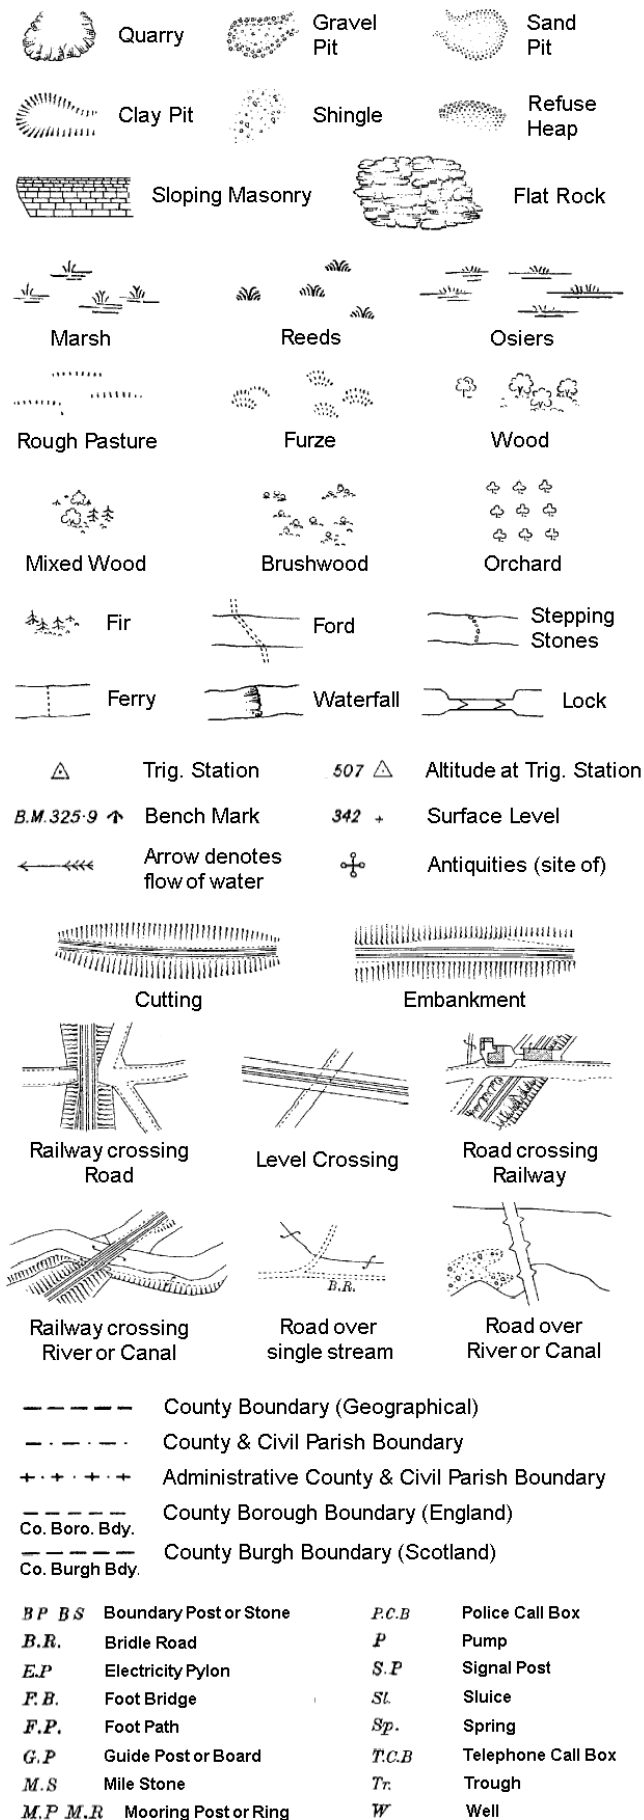 Quarry
Gravel
Pit
Sand
Pit
Clay Pit
Shingle
Refuse
Heap
Sloping Masonry
Flat Rock
Marsh
Reeds
Osiers
Rough Pasture
Furze
Wood
Mixed Wood
Brushwood
Orchard
Fir
Ford
Stepping
Stones
Ferry
Waterfall
Lock
Trig. Station
507 Altitude at Trig. Station
B.M. 325·9 Bench Mark
342 + Surface Level
Arrow denotes
flow of water
Antiquities (site of)
Cutting
Embankment
Railway crossing
Road
Level Crossing
Road crossing
Railway
B.R.
Railway crossing
River or Canal
Road over
single stream
Road over
River or Canal
County Boundary (Geographical)
County & Civil Parish Boundary
Administrative County & Civil Parish Boundary
County Borough Boundary (England)
Co. Boro. Bdy.
County Burgh Boundary (Scotland)
Co. Burgh Bdy.
B P B S Boundary Post or Stone
P.C.B Police Call Box
B.R. Bridle Road
P Pump
E.P Electricity Pylon
S.P Signal Post
F.B. Foot Bridge
Sl. Sluice
F.P. Foot Path
Sp. Spring
G.P Guide Post or Board
T.C.B Telephone Call Box
M.S Mile Stone
Tr. Trough
M.P M.R Mooring Post or Ring
W Well